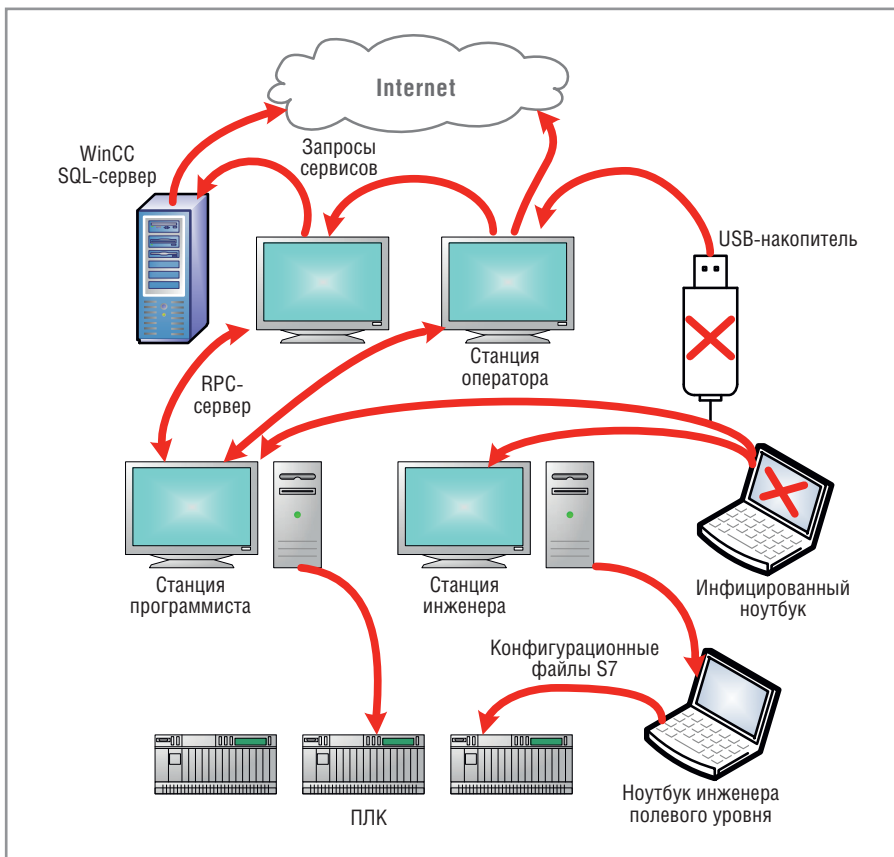 Internet
WinCC
SQL-сервер
Запросы
сервисов
USB-накопитель
Станция
оператора
RPC-
сервер
Станция
программиста
Станция
инженера
Инфицированный
ноутбук
Конфигурационные
файлы S7
ПЛК
Ноутбук инженера
полевого уровня